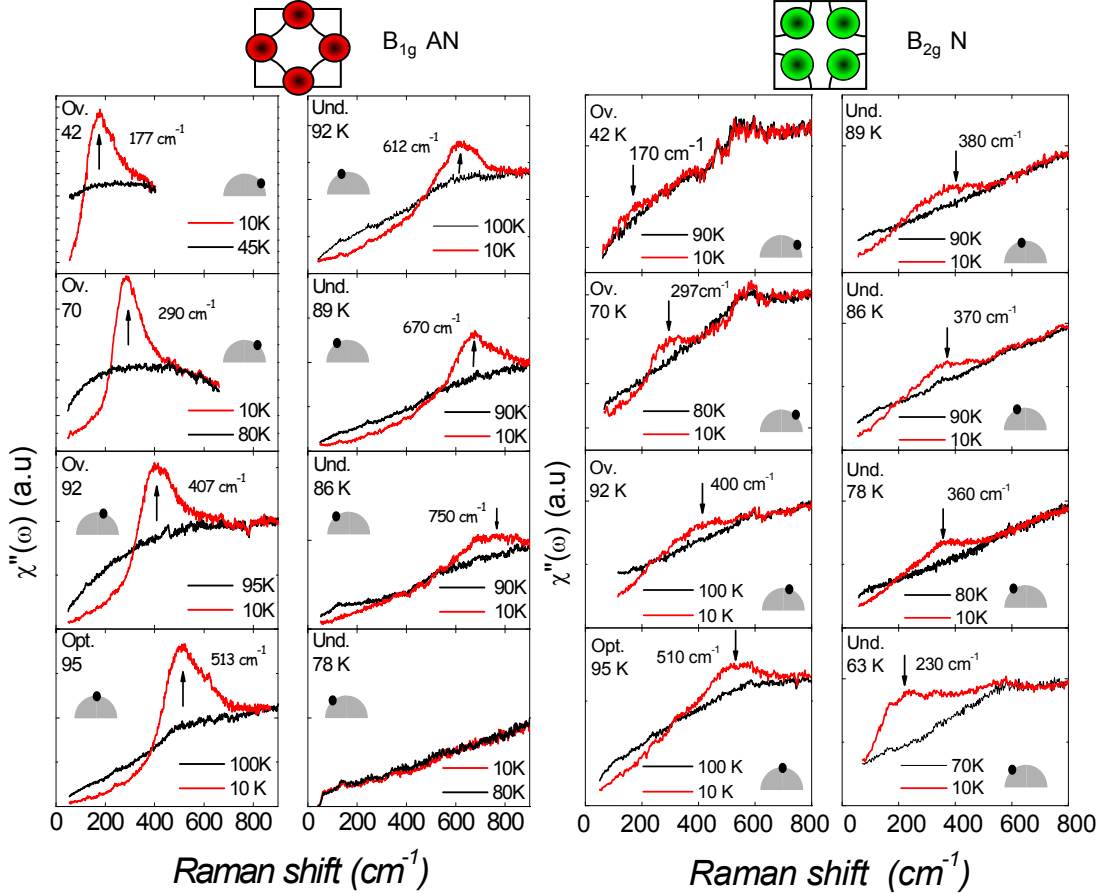 B1g AN
B2g N
Ov.
42
177 cm-1
10K
45K
Und.
92 K
612 cm-1
100K
10K
Ov.
70
290 cm-1
10K
80K
Und.
89 K
670 cm-1
90K
10K
Ov.
92
407 cm-1
95K
10K
Und.
86 K
750 cm-1
90K
10K
Opt.
95
513 cm-1
100K
10 K
Und.
78 K
10K
80K
χ"(ω) (a.u)
0 200 400 600 800
0 200 400 600 800
Raman shift (cm-1)
Ov.
42 K
170 cm-1
90K
10K
Und.
89 K
380 cm-1
90K
10K
Ov.
70 K
297cm-1
80K
10K
Und.
86 K
370 cm-1
90K
10K
Ov.
92 K
400 cm-1
100 K
10 K
Und.
78 K
360 cm-1
80K
10K
Opt.
95 K
510 cm-1
100 K
10 K
Und.
63 K
230 cm-1
70K
10K
χ"(ω) (a.u)
0 200 400 600 800
200 400 600 800
Raman shift (cm-1)